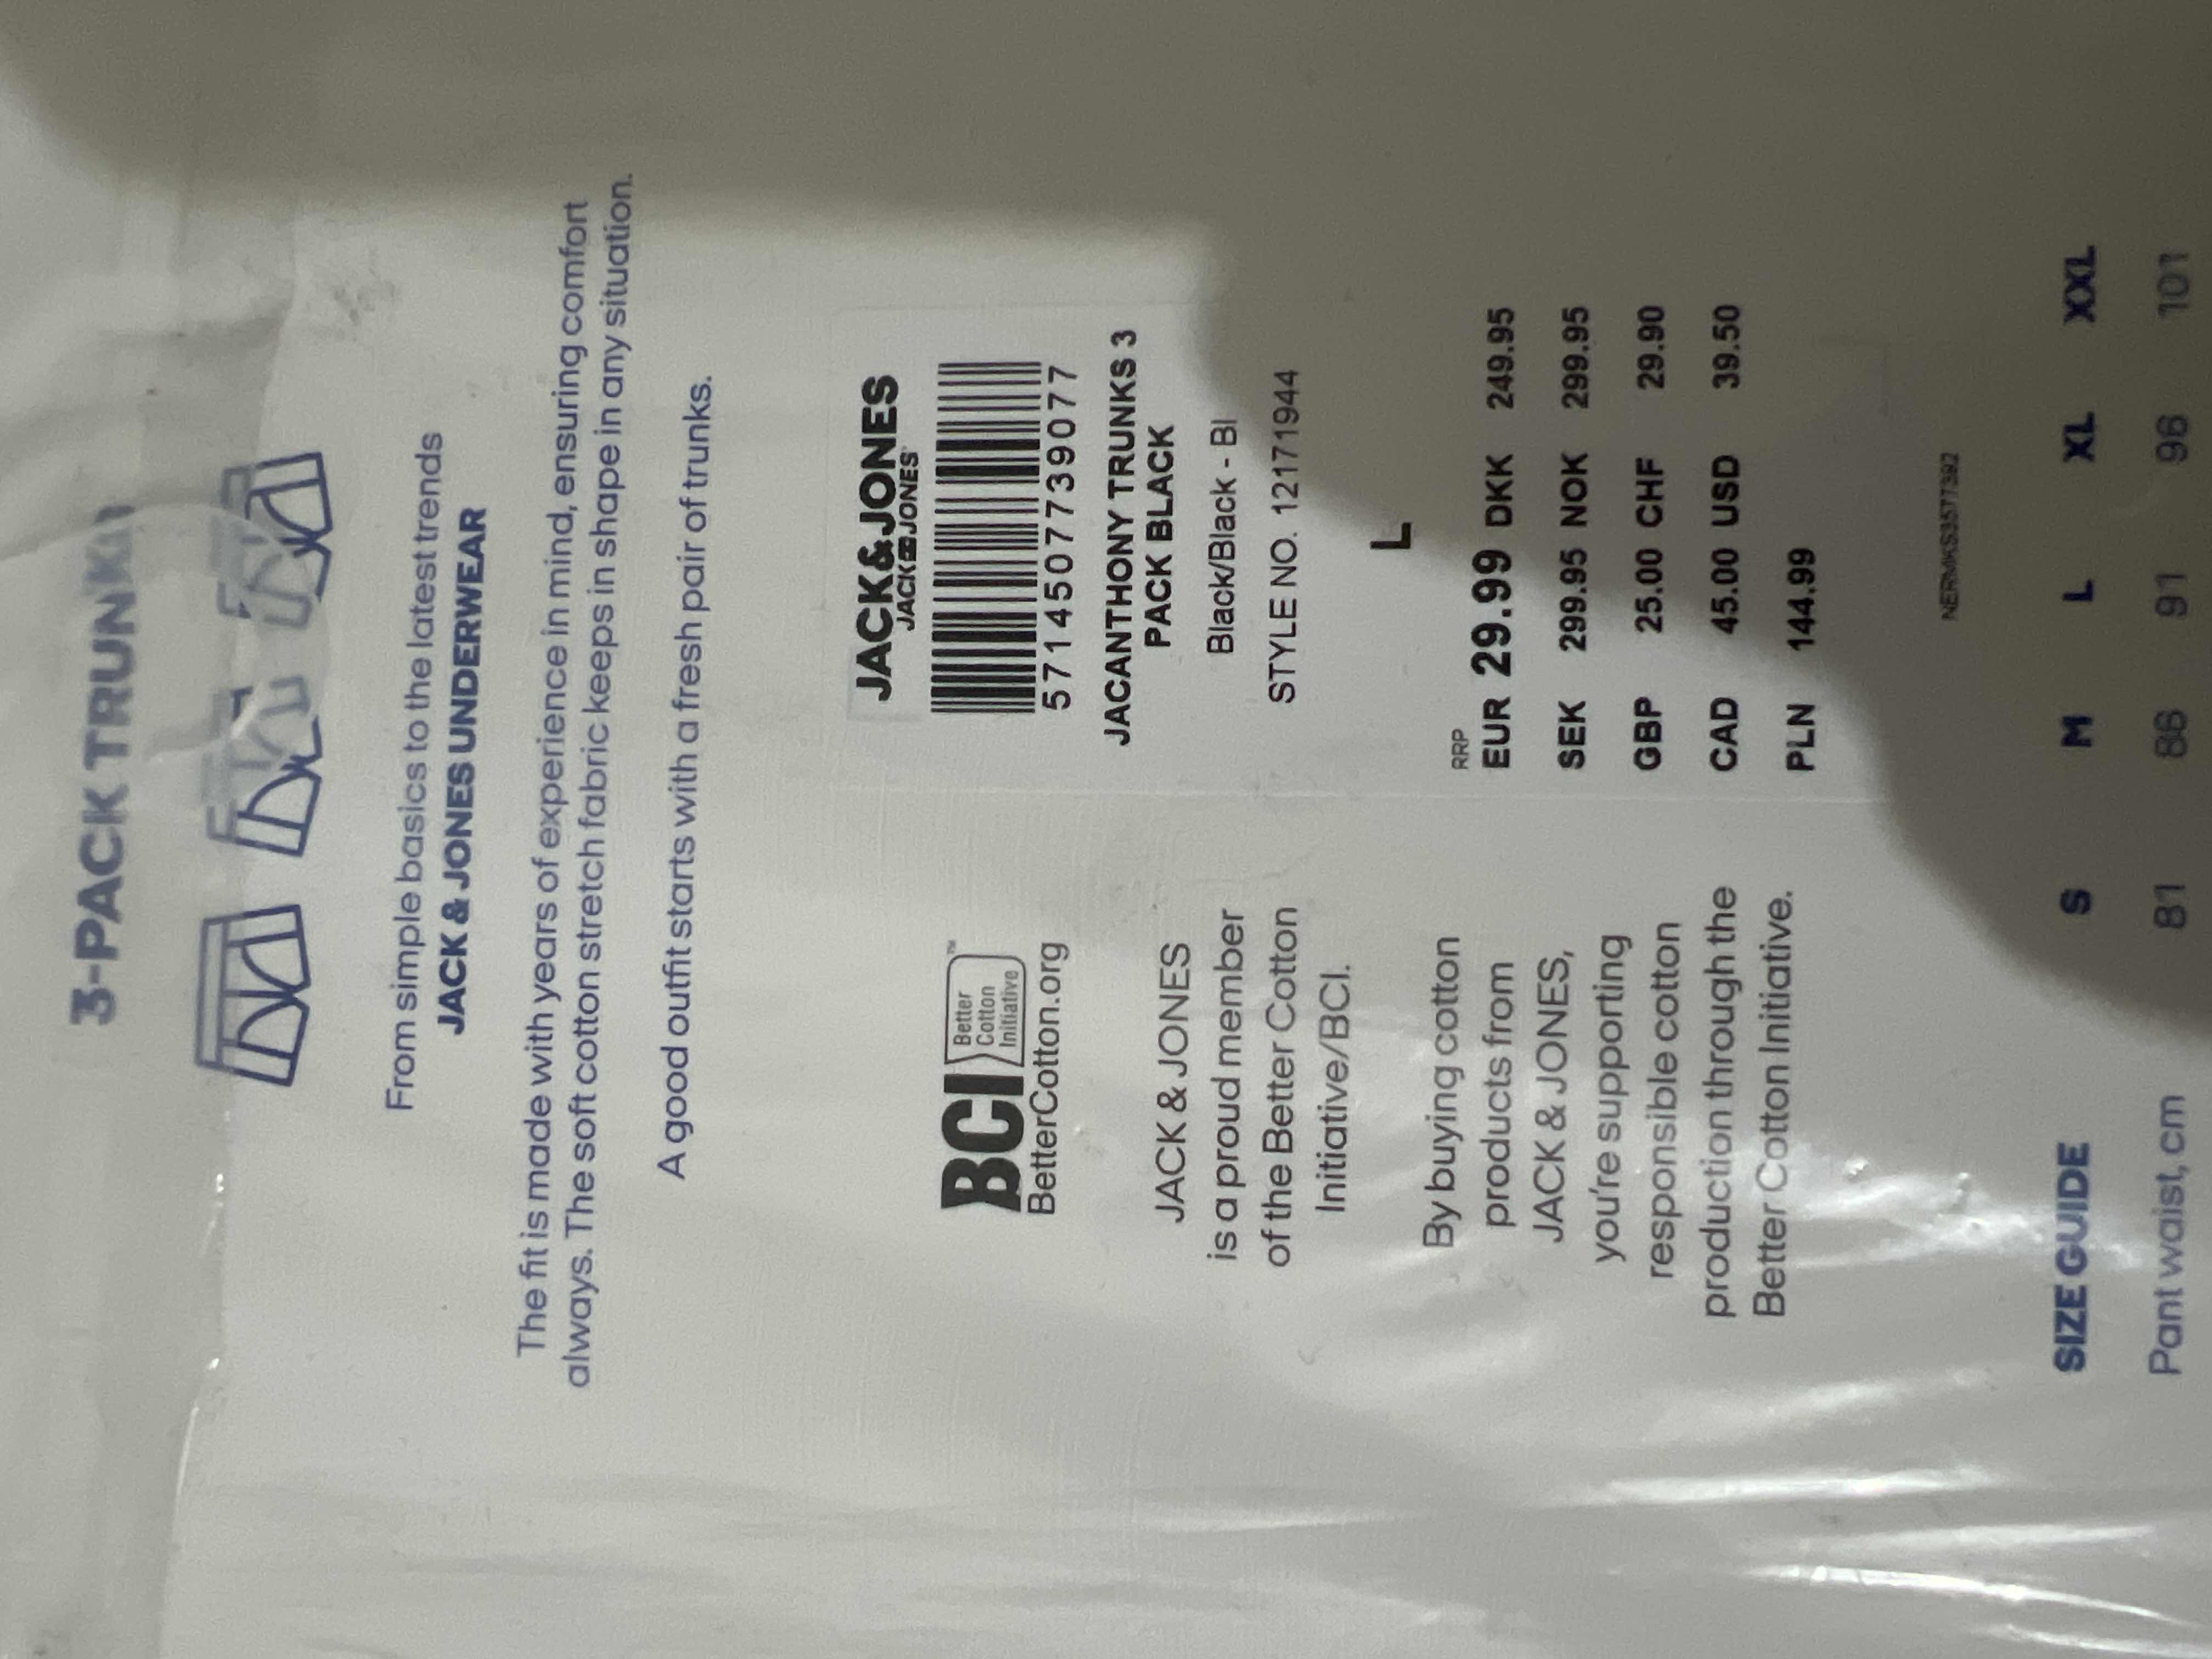 3-PACK TRUNKS
From simple basics to the latest trends
JACK & JONES UNDERWEAR
The fit is made with years of experience in mind, ensuring comfort
always. The soft cotton stretch fabric keeps in shape in any situation.
A good outfit starts with a fresh pair of trunks.
BCI Better
Cotton
Initiative ™
BetterCotton.org
JACK & JONES
is a proud member
of the Better Cotton
Initiative/BCI.
By buying cotton
products from
JACK & JONES,
you're supporting
responsible cotton
production through the
Better Cotton Initiative.
JACK&JONES
JACK JONES
5714507739077
JACANTHONY TRUNKS 3
PACK BLACK
Black/Black - Bl
STYLE NO. 12171944
L
RRP
EUR 29.99 DKK 249.95
SEK 299.95 NOK 299.95
GBP 25.00 CHF 29.90
CAD 45.00 USD 39.50
PLN 144.99
SIZE GUIDE S M L XL XXL
Pant waist, cm 81 86 91 96 101